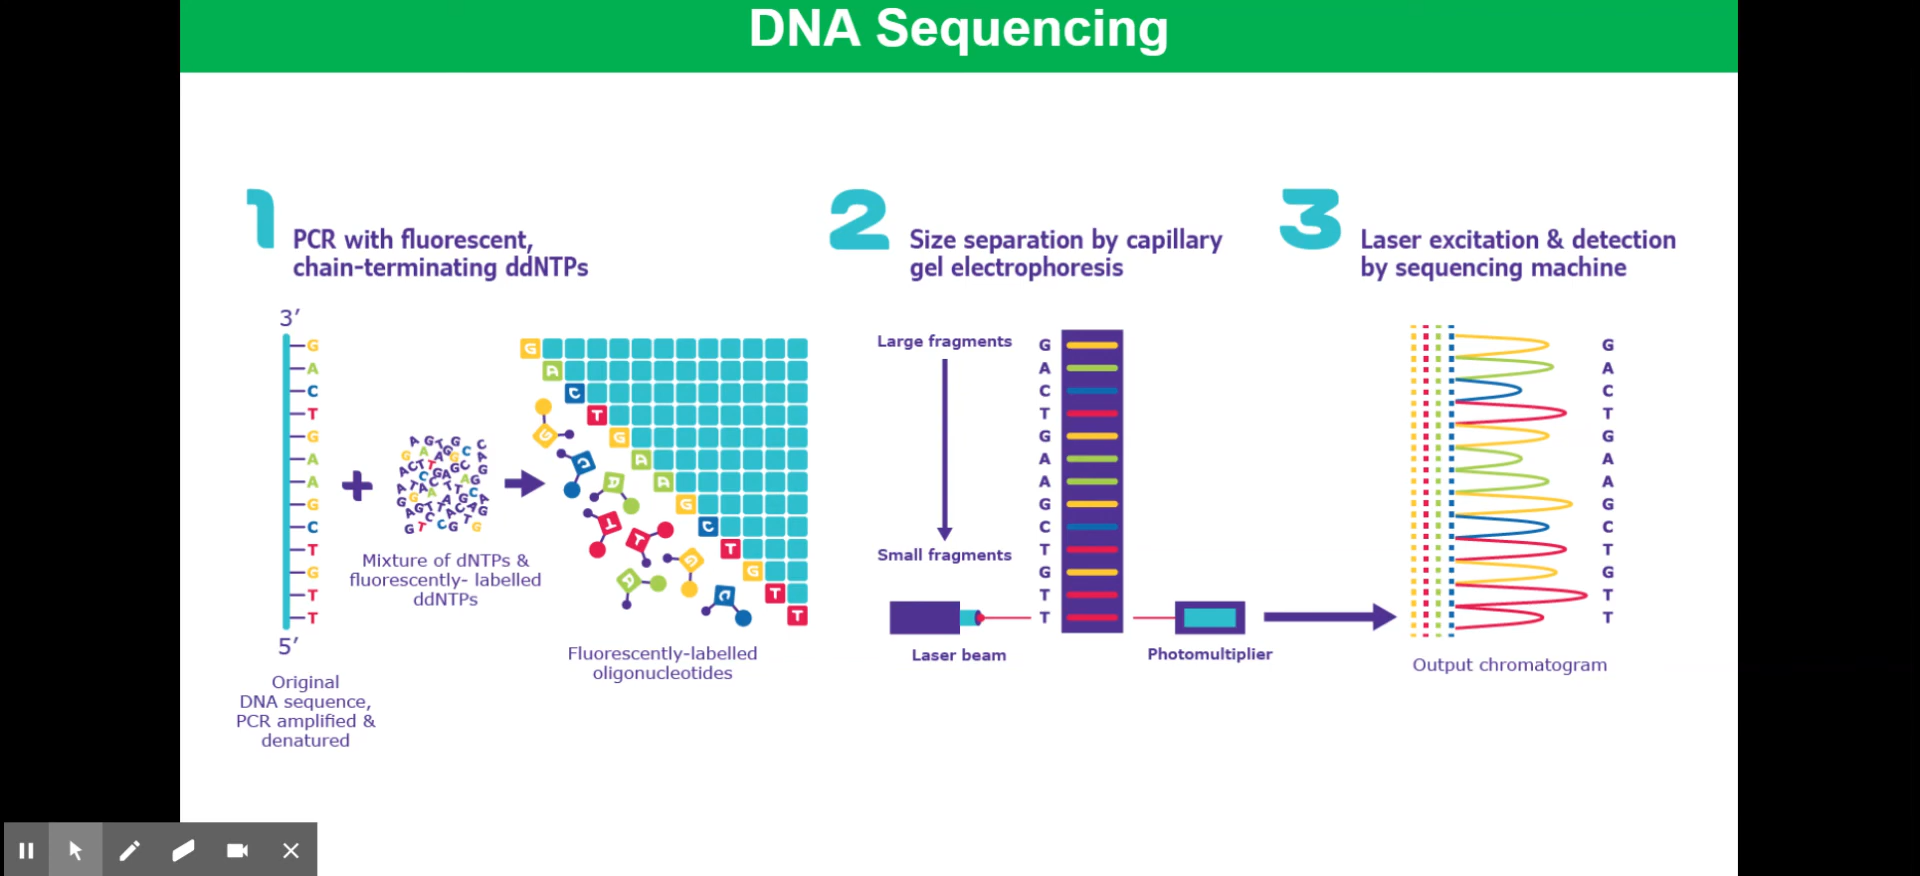 DNA Sequencing
1
PCR with fluorescent,
chain-terminating ddNTPs
3′
G
A
C
T
G
A
A
G
C
T
G
T
T
5′
Original
DNA sequence,
PCR amplified &
denatured
Mixture of dNTPs &
fluorescently- labelled
ddNTPs
G
A
C
T
G
A
A
G
C
T
G
T
T
Fluorescently-labelled
oligonucleotides
2
Size separation by capillary
gel electrophoresis
Large fragments
Small fragments
G
A
C
T
G
A
A
G
C
T
G
T
T
Laser beam
Photomultiplier
3
Laser excitation & detection
by sequencing machine
G
A
C
T
G
A
A
G
C
T
G
T
T
Output chromatogram